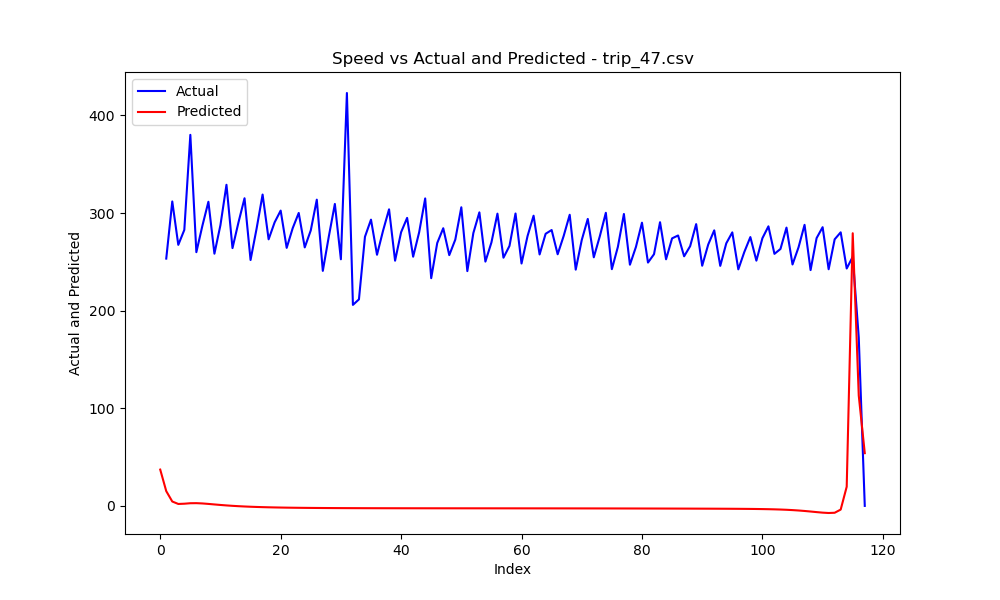 Speed vs Actual and Predicted - trip_47.csv
Actual
Predicted
Actual and Predicted
400
300
200
100
0
0 20 40 60 80 100 120
Index